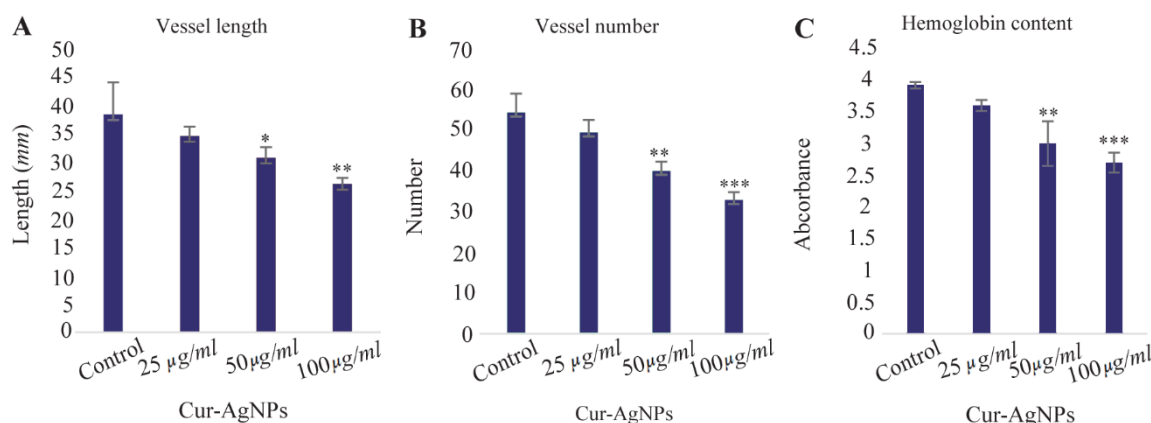 A
Vessel length
50
45
40
35
30
25
20
15
10
5
0
Length (mm)
*
**
Control
25 µg/ml
50µg/ml
100µg/ml
Cur-AgNPs
B
Vessel number
70
60
50
40
30
20
10
0
Number
**
***
Control
25 µg/ml
50µg/ml
100µg/ml
Cur-AgNPs
C
Hemoglobin content
4.5
4
3.5
3
2.5
2
1.5
1
0.5
0
Abcorbance
**
***
Control
25 µg/ml
50µg/ml
100µg/ml
Cur-AgNPs